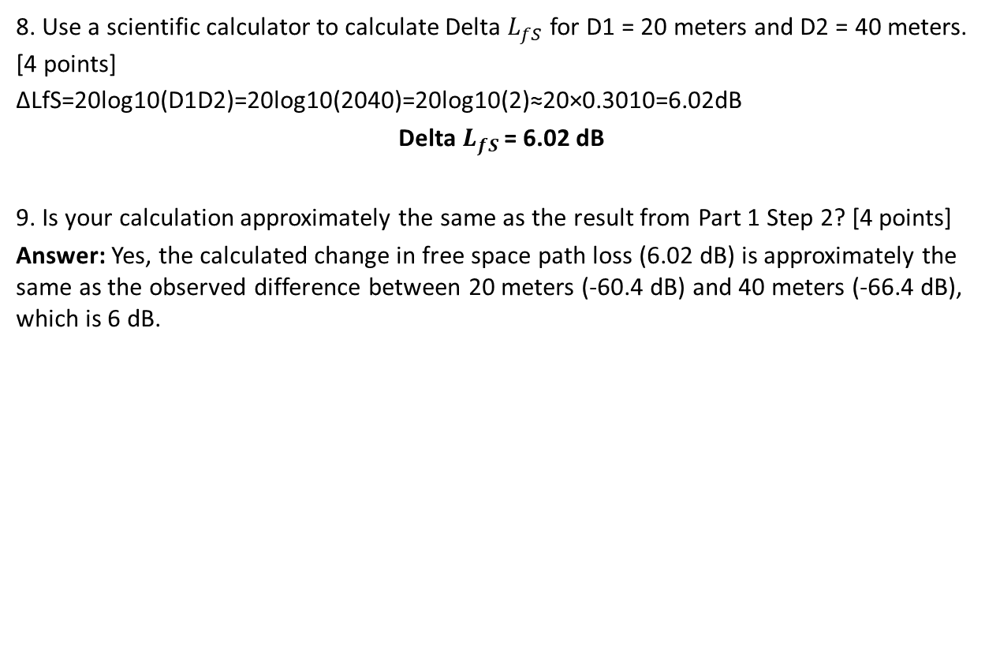 8. Use a scientific calculator to calculate Delta L𝑓𝑆 for D1 = 20 meters and D2 = 40 meters.
[4 points]
ΔLfS=20log10(D1D2)=20log10(2040)=20log10(2)≈20×0.3010=6.02dB
Delta L𝑓𝑆 = 6.02 dB
9. Is your calculation approximately the same as the result from Part 1 Step 2? [4 points]
Answer: Yes, the calculated change in free space path loss (6.02 dB) is approximately the
same as the observed difference between 20 meters (-60.4 dB) and 40 meters (-66.4 dB),
which is 6 dB.